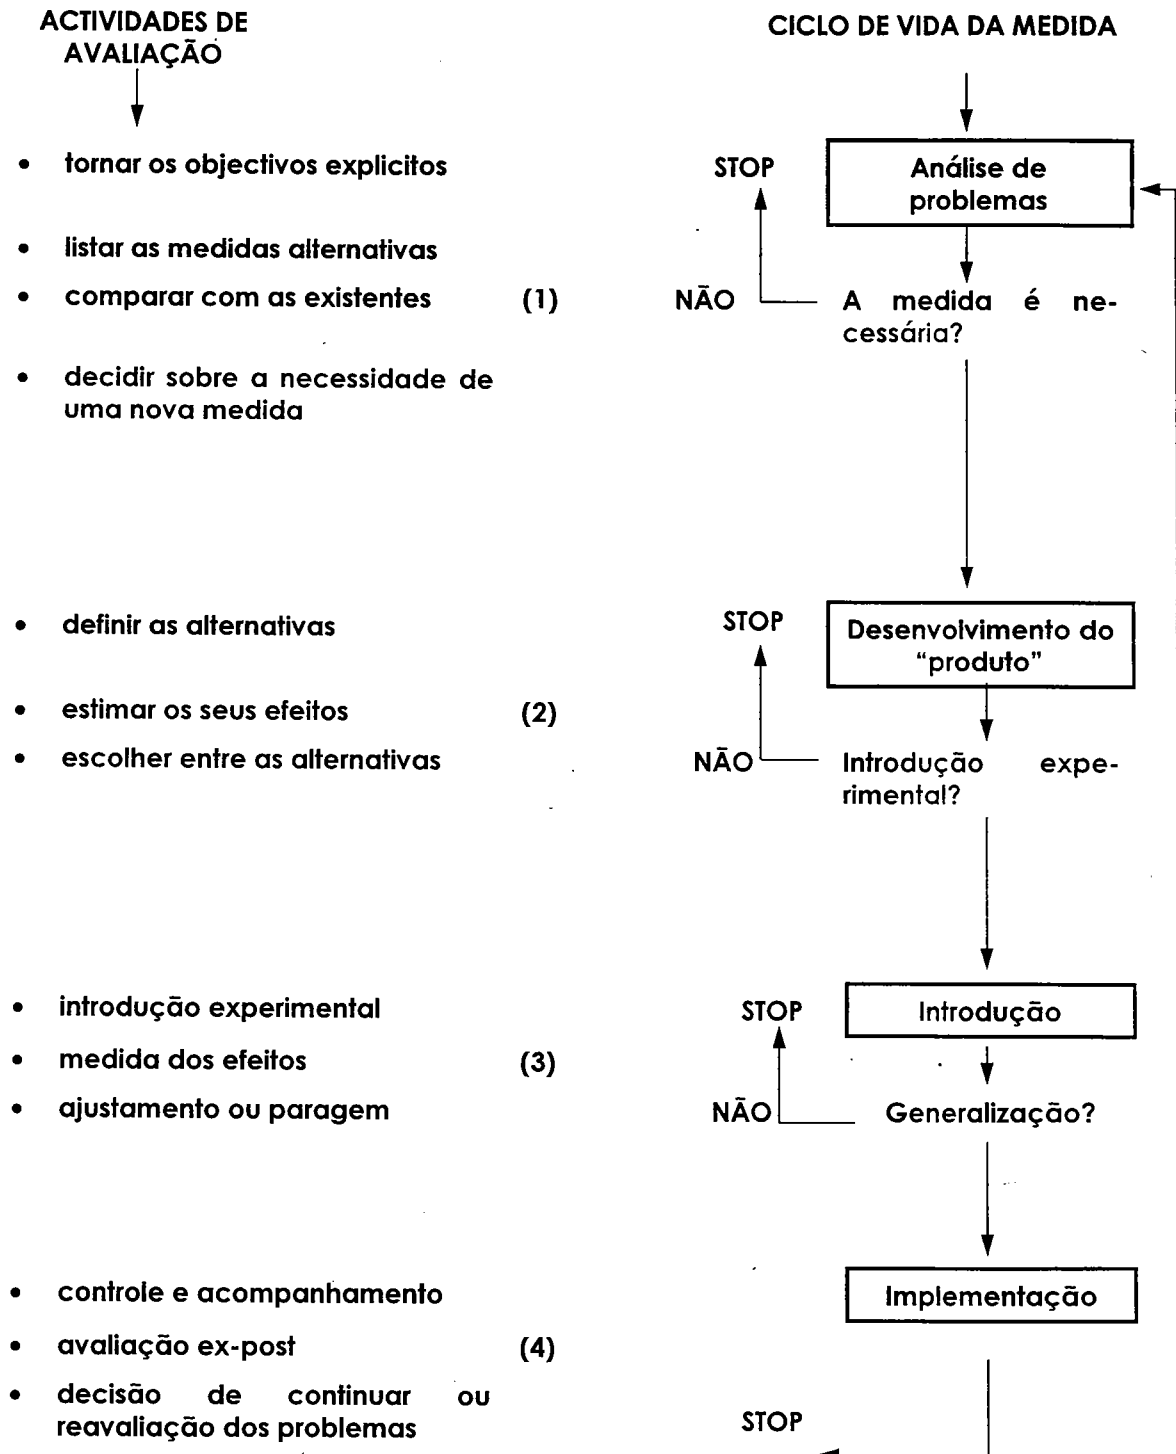 ACTIVIDADES DE
AVALIAÇÃO
• tornar os objectivos explicitos
• listar as medidas alternativas
• comparar com as existentes (1)
• decidir sobre a necessidade de
uma nova medida
• definir as alternativas
• estimar os seus efeitos (2)
• escolher entre as alternativas
• introdução experimental
• medida dos efeitos (3)
• ajustamento ou paragem
• controle e acompanhamento
• avaliação ex-post (4)
• decisão de continuar ou
reavaliação dos problemas
CICLO DE VIDA DA MEDIDA
STOP
Análise de
problemas
NÃO
A medida é ne-
cessária?
STOP
Desenvolvimento do
“produto”
NÃO
Introdução expe-
rimental?
STOP
Introdução
NÃO
Generalização?
Implementação
STOP